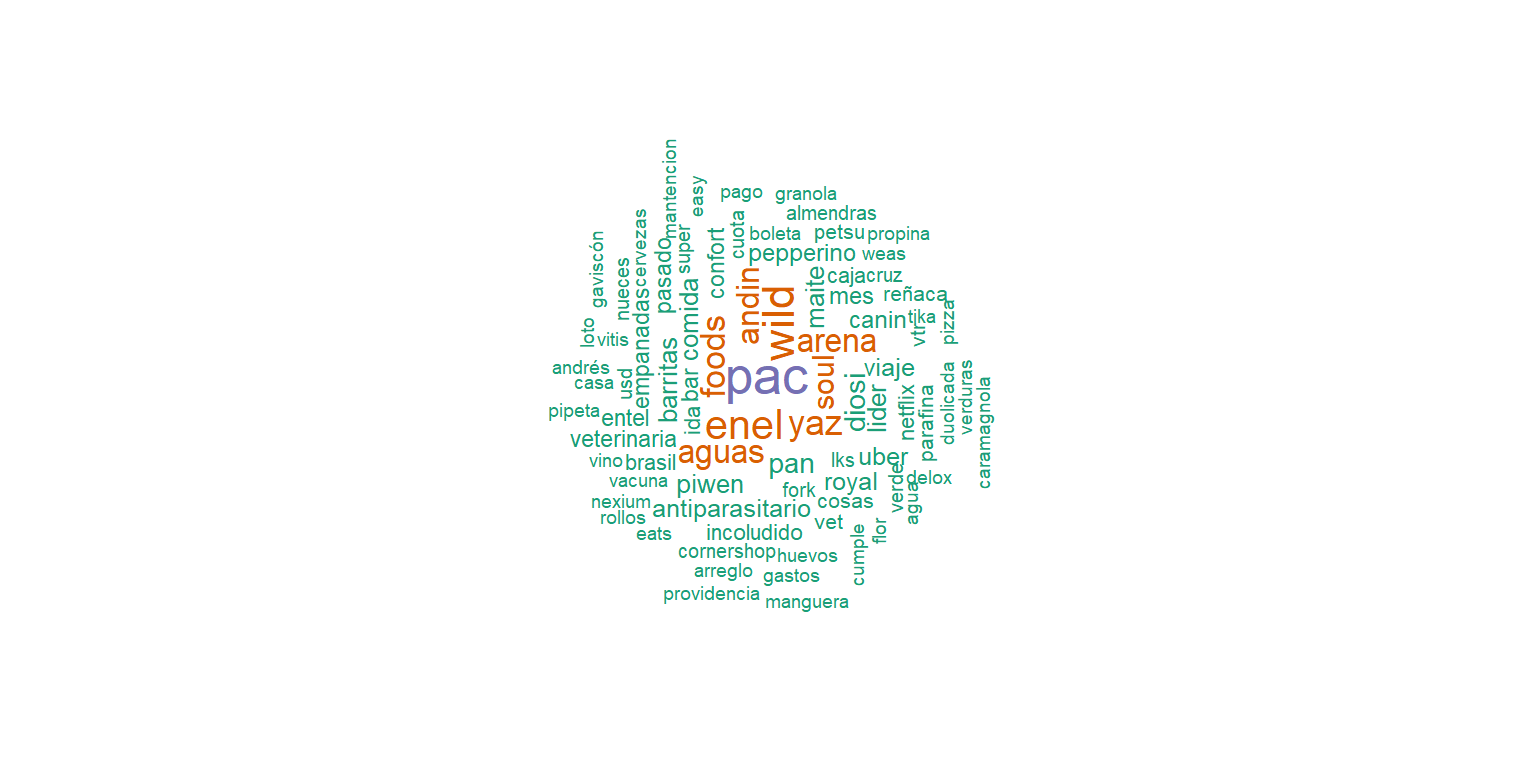 mantencion
easy
pago
granola
almendras
cervezas
cuota
boleta
petsu
propina
gaviscón
super
confort
pepperino
weas
nueces
pasado
andin
wild
maite
caja
cruz
mes
reñaca
loto
vitis
empanadas
comida
foods
canin
tika
vtr
pizza
arena
andrés
casa
usd
barritas
bar
pac
soul
viaje
diosi
lider
netflix
parafina
duolicada
verduras
caramagnola
pipeta
entel
ida
enel
yaz
veterinaria
aguas
vino
brasil
pan
lks
uber
vacuna
piwen
fork
royal
verde
delox
agua
nexium
antiparasitario
cosas
rollos
vet
flor
eats
incoludido
cumple
cornershop
huevos
arreglo
gastos
providencia
manguera